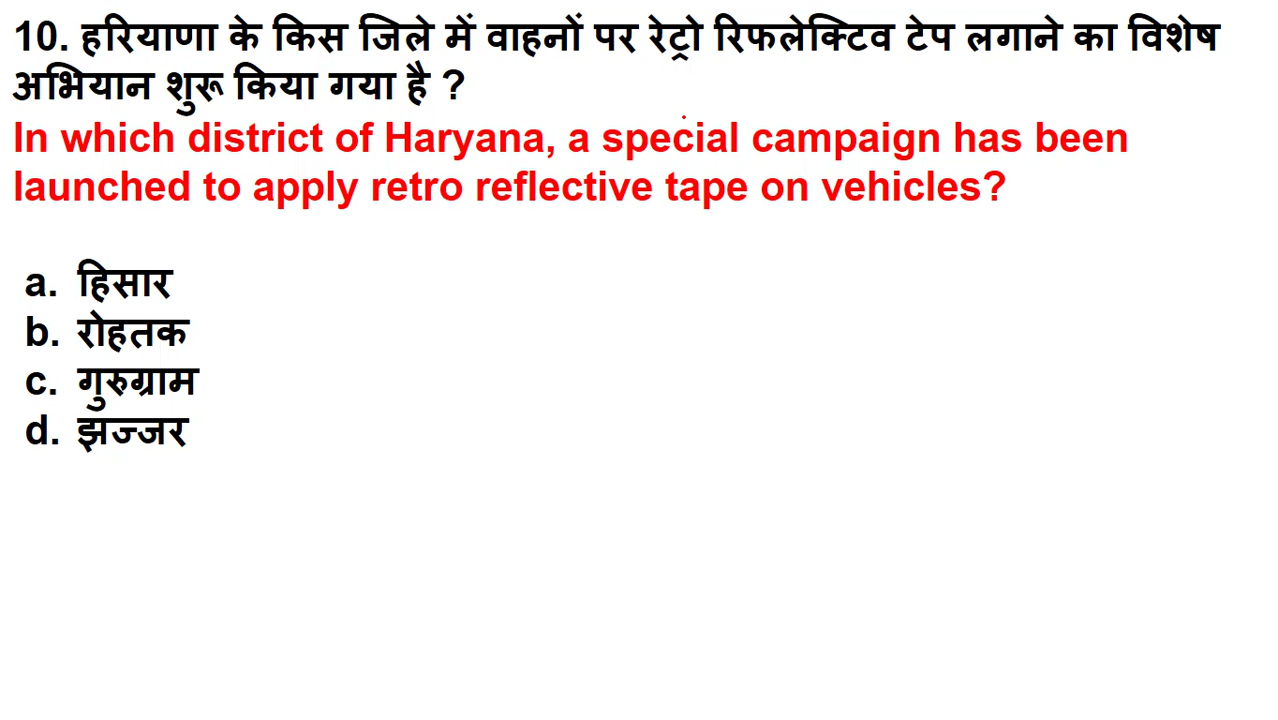 10. हरियाणा के किस जिले में वाहनों पर रेट्रो रिफलेक्टिव टेप लगाने का विशेष
अभियान शुरू किया गया है ?
In which district of Haryana, a special campaign has been
launched to apply retro reflective tape on vehicles?
a. हिसार
b. रोहतक
c. गुरुग्राम
d. झज्जर